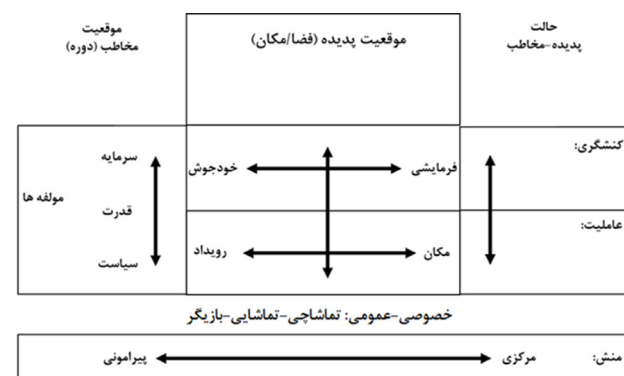 حالت
پدیده-مخاطب
موقعیت پدیده (فضا/مکان)
موقعیت
مخاطب (دوره)
کنشگری:
فرمایشی
خودجوش
سرمایه
مولفه ها
قدرت
عاملیت:
مکان
رویداد
سیاست
خصوصی-عمومی: تماشاچی-تماشایی-بازیگر
منش:
مرکزی
پیرامونی